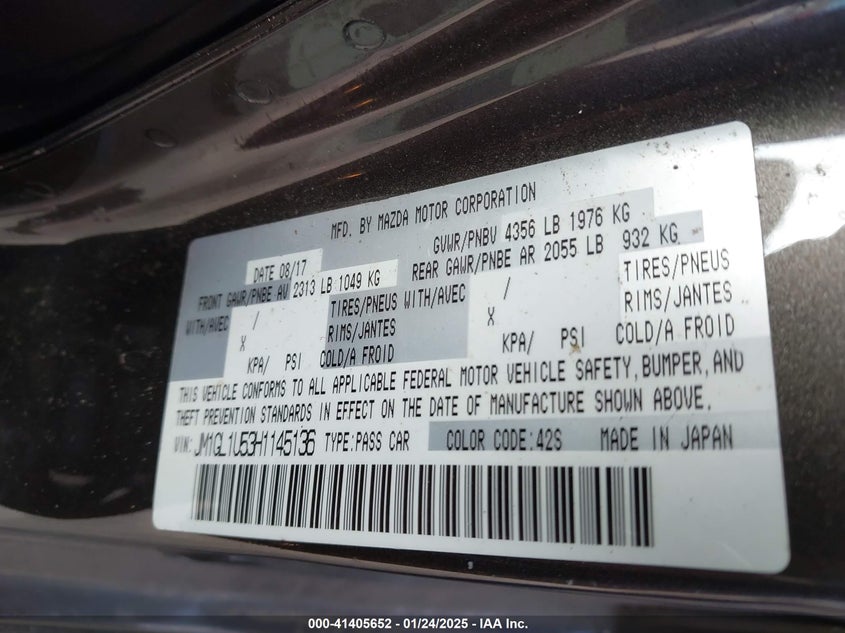 MFD. BY MAZDA MOTOR CORPORATION
DATE 08/17 GVWR/PNBV 4356 LB 1976 KG
FRONT GAWR/PNBE AV 2313 LB 1049 KG REAR GAWR/PNBE AR 2055 LB 932 KG
WITH/AVEC / TIRES/PNEUS WITH/AVEC / TIRES/PNEUS
X RIMS/JANTES X RIMS/JANTES
KPA/ PSI COLD/A FROID KPA/ PSI COLD/A FROID
THIS VEHICLE CONFORMS TO ALL APPLICABLE FEDERAL MOTOR VEHICLE SAFETY, BUMPER, AND
THEFT PREVENTION STANDARDS IN EFFECT ON THE DATE OF MANUFACTURE SHOWN ABOVE.
VIN: JM1GL1U53H1145136 TYPE:PASS CAR COLOR CODE:42S MADE IN JAPAN
000-41405652 - 01/24/2025 - IAA Inc.